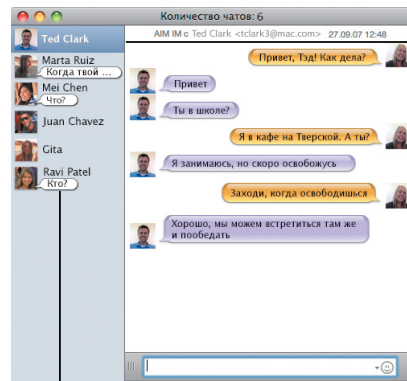 Количество чатов: 6
Ted Clark
Marta Ruiz
Когда твой ...
Mei Chen
Что?
Juan Chavez
Gita
Ravi Patel
Кто?
AIM IM с Ted Clark <tclark3@mac.com> 27.09.07 12:48
Привет, Тэд! Как дела?
Привет
Ты в школе?
Я в кафе на Тверской. А ты?
Я занимаюсь, но скоро освобожусь
Заходи, когда освободишься
Хорошо, мы можем встретиться там же
и пообедать